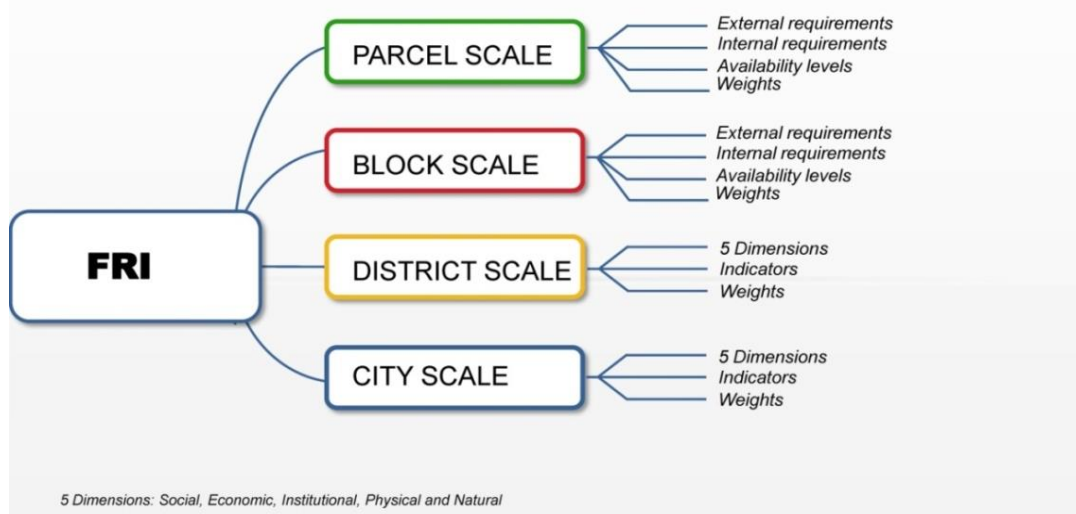 FRI
PARCEL SCALE
External requirements
Internal requirements
Availability levels
Weights
BLOCK SCALE
External requirements
Internal requirements
Availability levels
Weights
DISTRICT SCALE
5 Dimensions
Indicators
Weights
CITY SCALE
5 Dimensions
Indicators
Weights
5 Dimensions: Social, Economic, Institutional, Physical and Natural